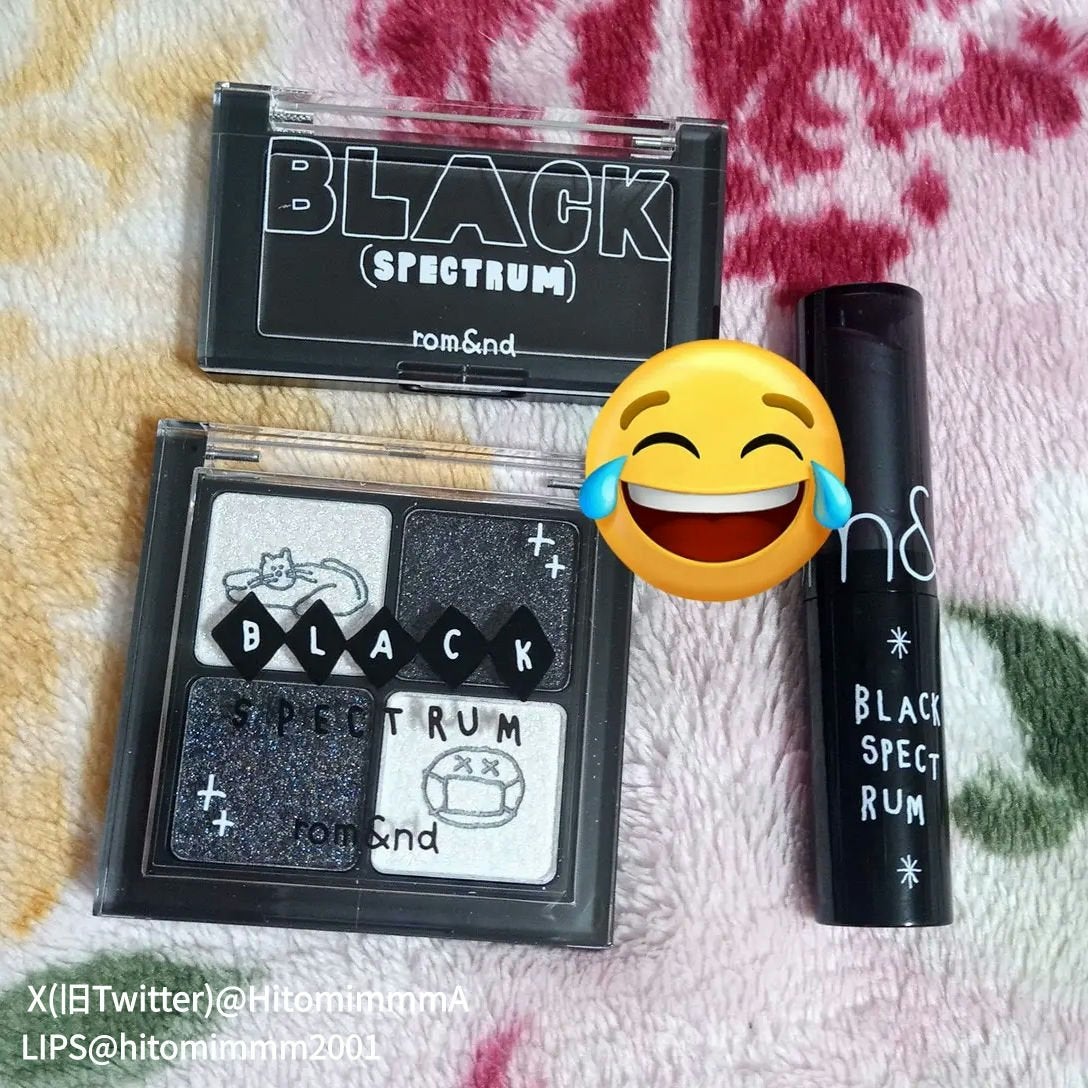 BLACK
(SPECTRUM)
rom&nd
BLACK
SPECTRUM
rom&nd
n&
BLACK
SPECT
RUM
X(旧Twitter)@HitomimmmA
LIPS@hitomimmm2001